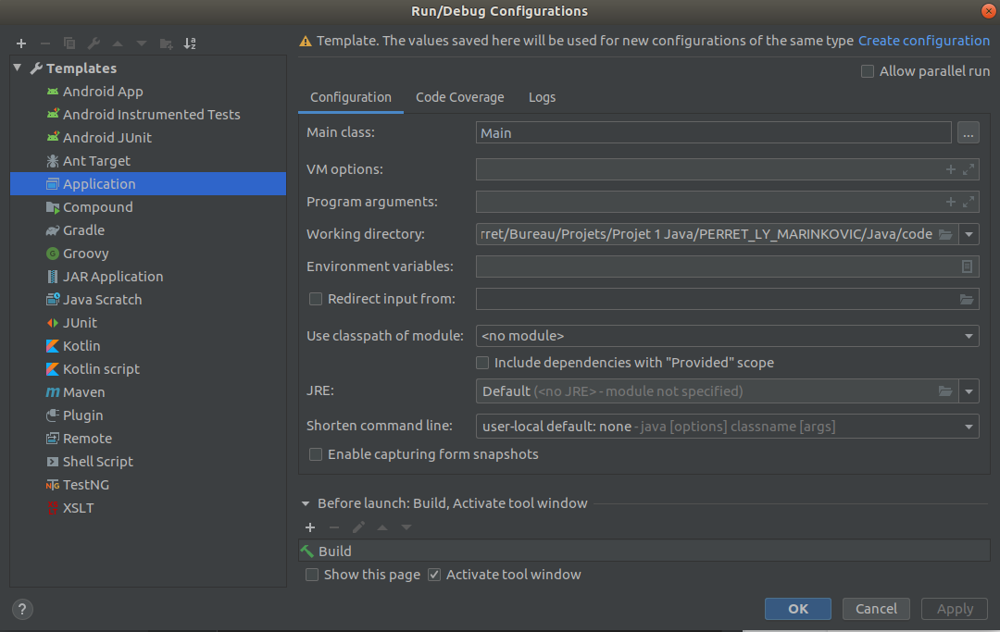 Run/Debug Configurations
Template. The values saved here will be used for new configurations of the same type Create configuration
Allow parallel run
Templates
Android App
Android Instrumented Tests
Android JUnit
Ant Target
Application
Compound
Gradle
Groovy
JAR Application
Java Scratch
JUnit
Kotlin
Kotlin script
Maven
Plugin
Remote
Shell Script
TestNG
XSLT
Configuration Code Coverage Logs
Main class: Main ...
VM options:
Program arguments:
Working directory: rret/Bureau/Projets/Projet 1 Java/PERRET_LY_MARINKOVIC/Java/code
Environment variables:
Redirect input from:
Use classpath of module: <no module>
Include dependencies with "Provided" scope
JRE: Default (<no JRE> - module not specified)
Shorten command line: user-local default: none - java [options] classname [args]
Enable capturing form snapshots
Before launch: Build, Activate tool window
Build
Show this page Activate tool window
? OK Cancel Apply